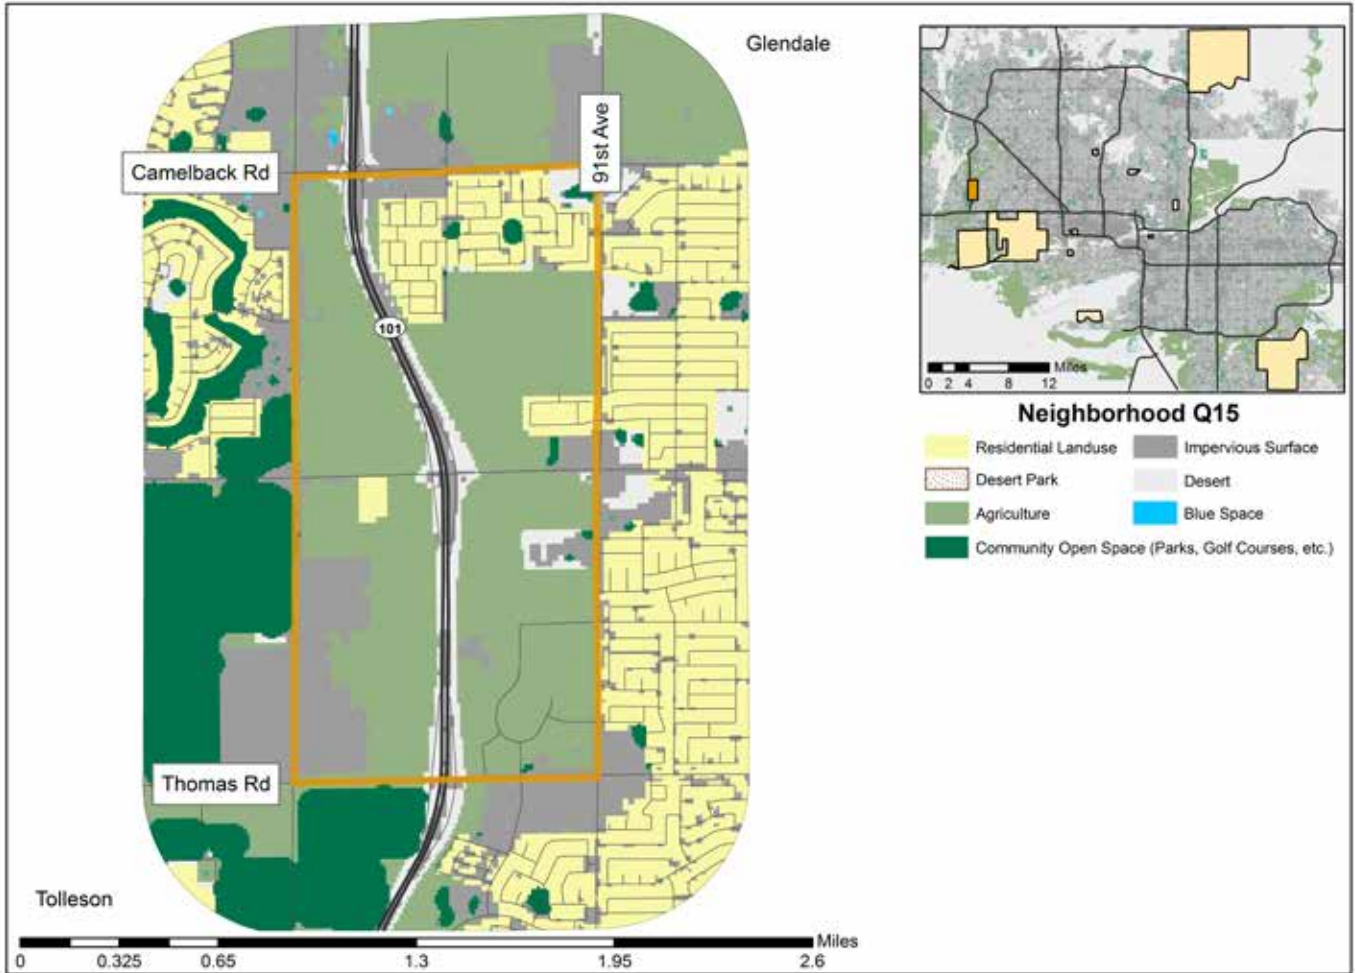 Glendale
91st Ave
Camelback Rd
101
Thomas Rd
Tolleson
0 0.325 0.65 1.3 1.95 2.6 Miles
0 2 4 8 12 Miles
Neighborhood Q15
Residential Landuse
Impervious Surface
Desert Park
Desert
Agriculture
Blue Space
Community Open Space (Parks, Golf Courses, etc.)